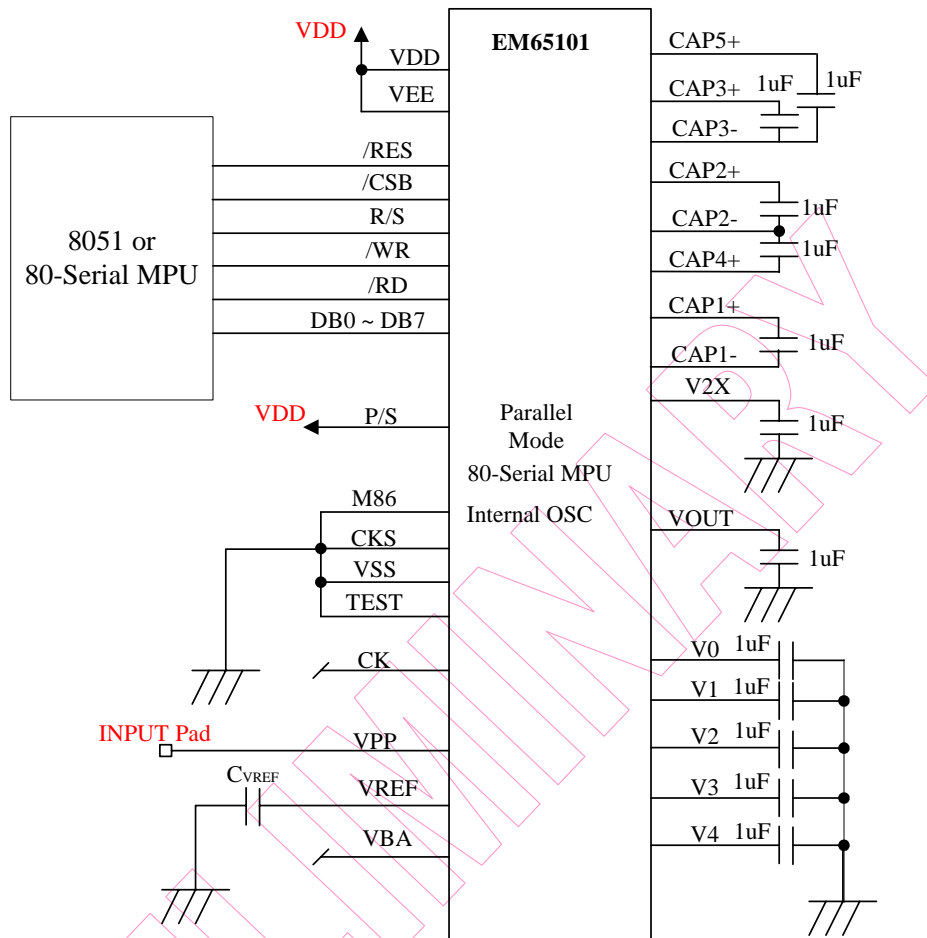 EM65101
VDD
VDD
VEE
/RES
/CSB
R/S
/WR
/RD
DB0 ~ DB7
8051 or
80-Serial MPU
VDD
P/S
M86
CKS
VSS
TEST
CK
INPUT Pad
VPP
CVREF
VREF
VBA
Parallel
Mode
80-Serial MPU
Internal OSC
CAP5+
1uF
1uF
CAP3+
CAP3-
CAP2+
1uF
CAP2-
1uF
CAP4+
CAP1+
1uF
CAP1-
V2X
1uF
VOUT
1uF
V0 1uF
V1 1uF
V2 1uF
V3 1uF
V4 1uF